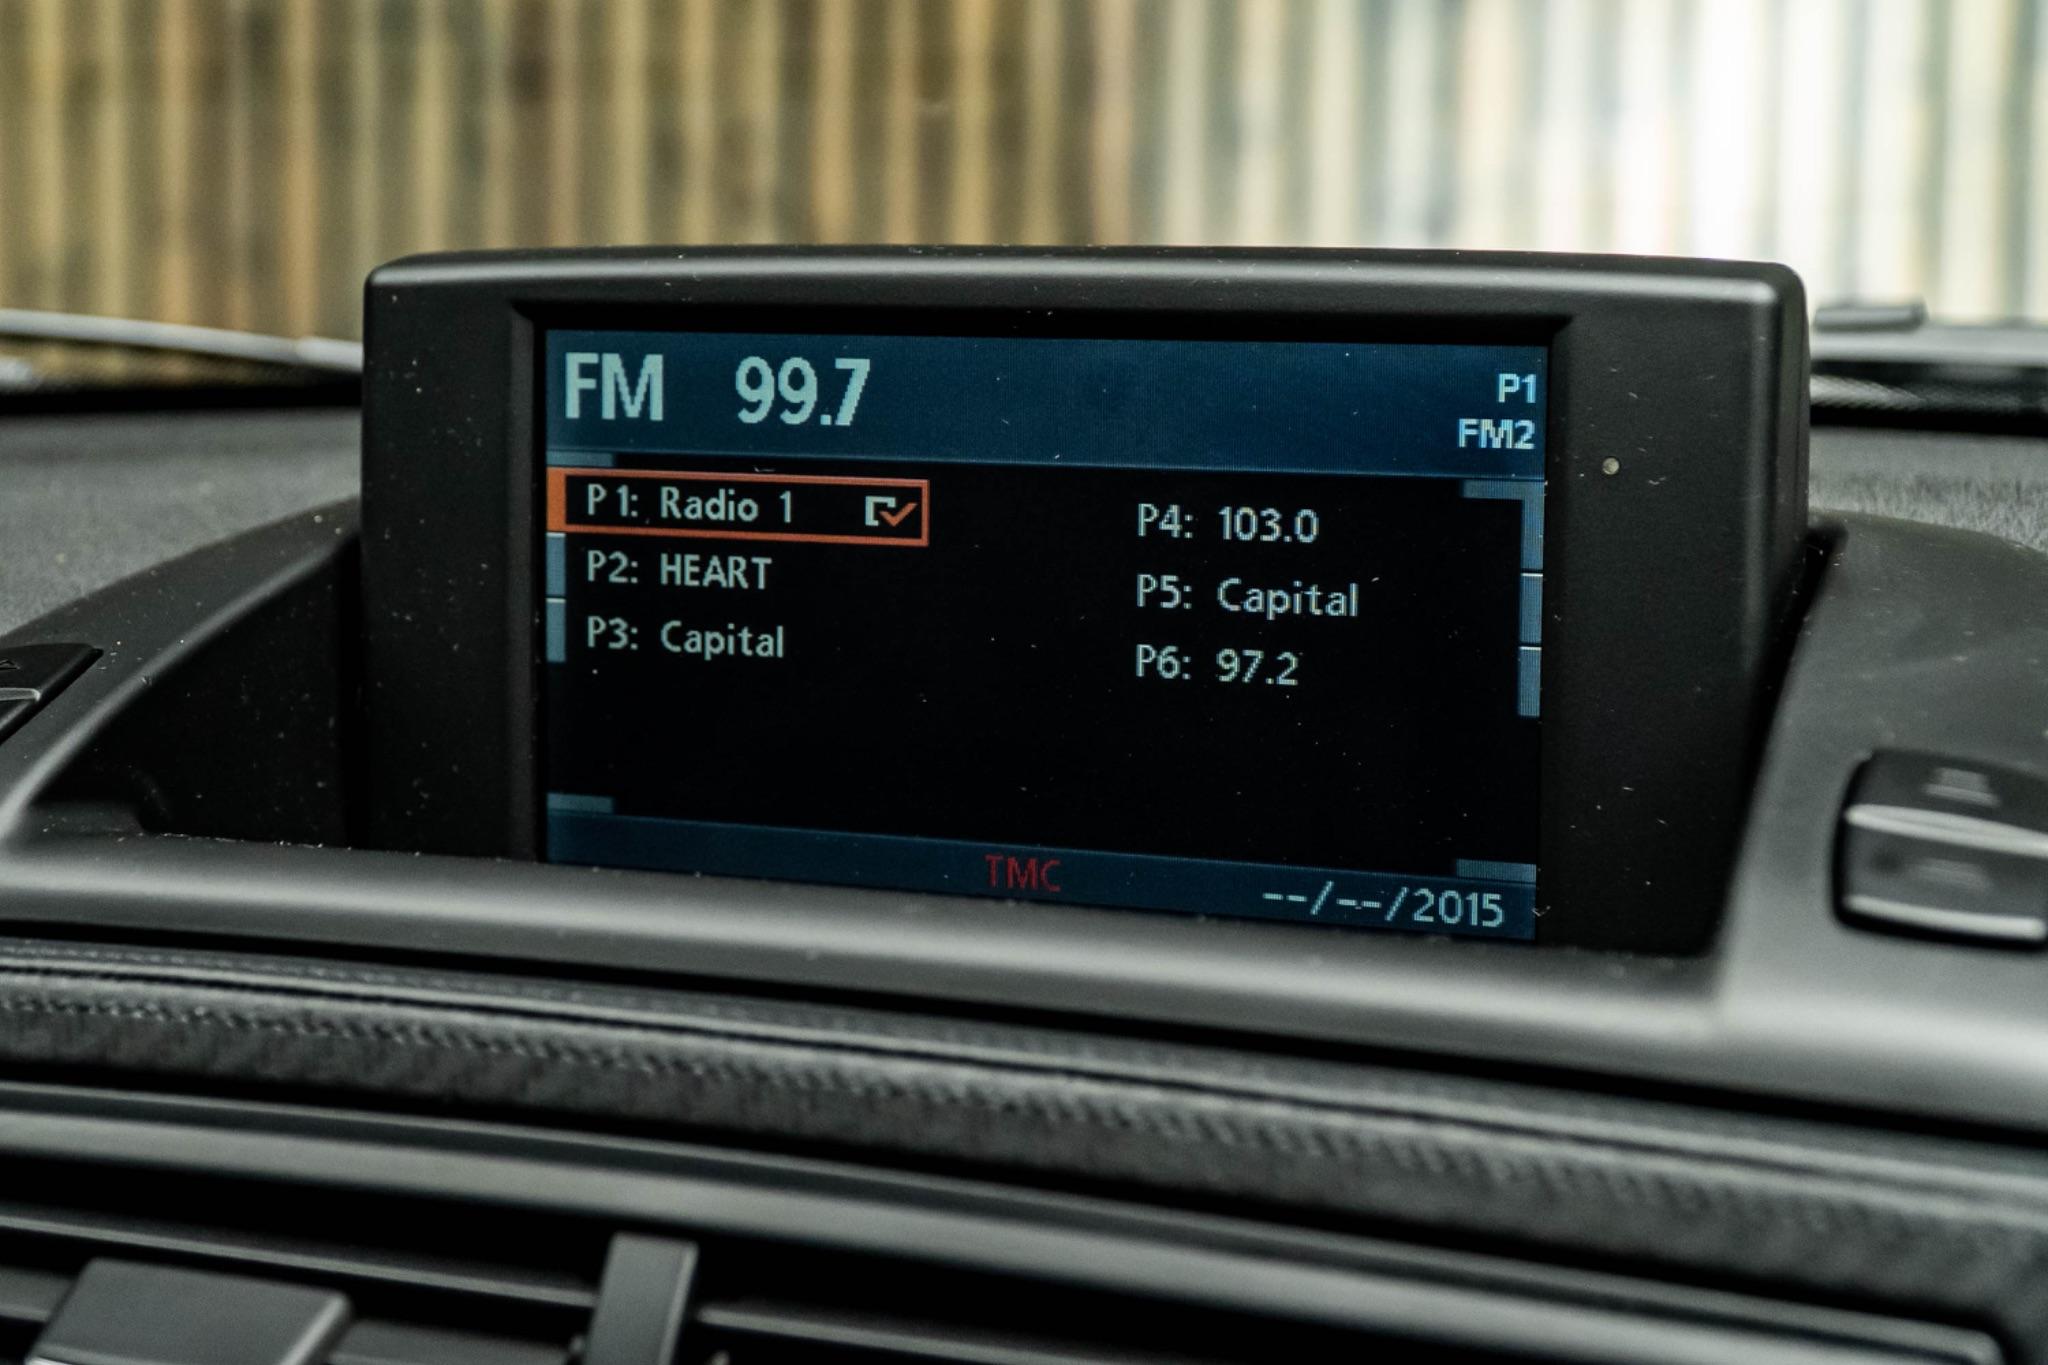 FM 99.7
P1
FM2
P1: Radio 1
P2: HEART
P3: Capital
P4: 103.0
P5: Capital
P6: 97.2
TMC
--/--/2015